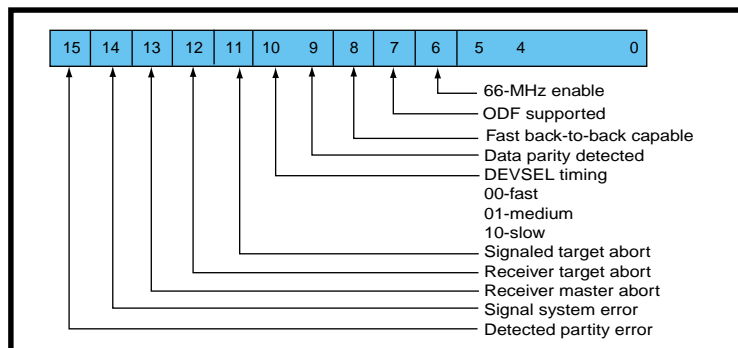 15 14 13 12 11 10 9 8 7 6 5 4 0
66-MHz enable
ODF supported
Fast back-to-back capable
Data parity detected
DEVSEL timing
00-fast
01-medium
10-slow
Signaled target abort
Receiver target abort
Receiver master abort
Signal system error
Detected partity error